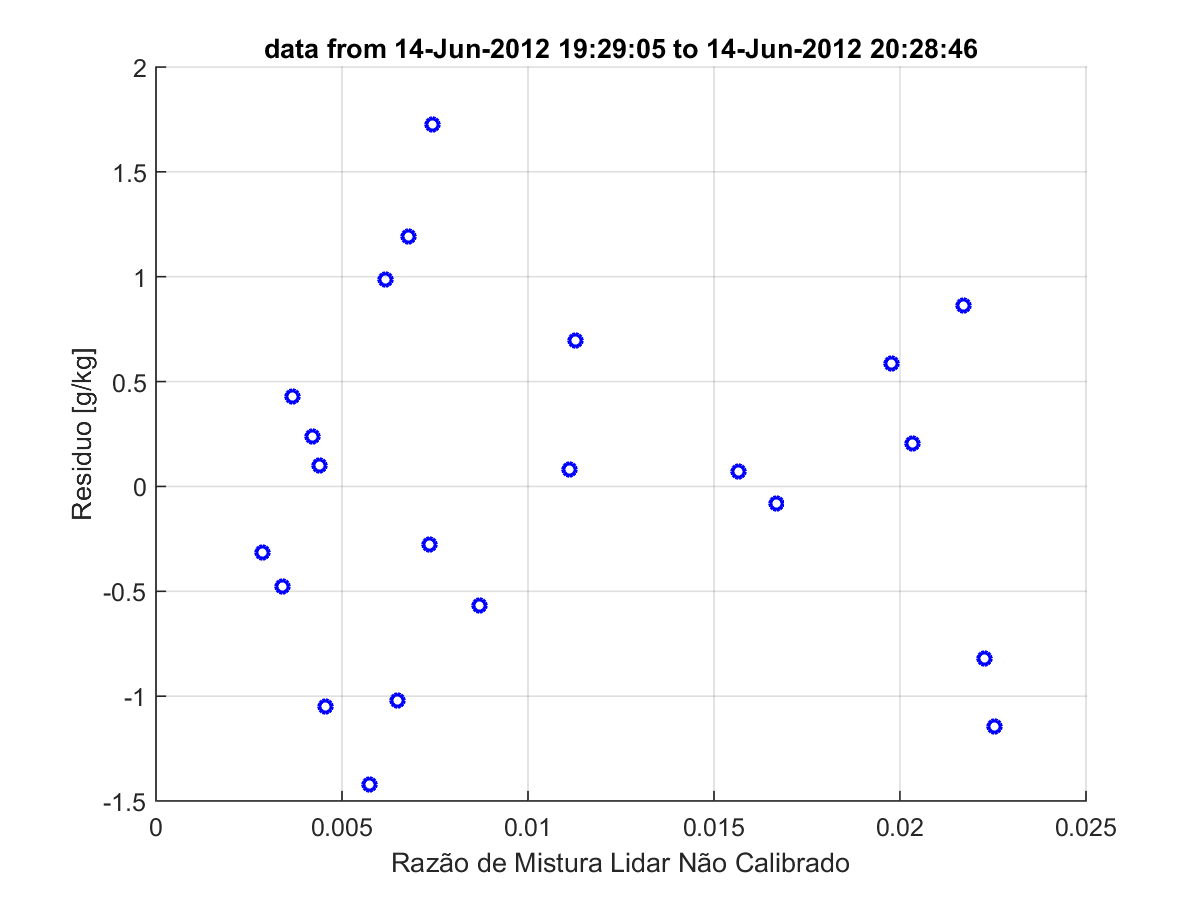 data from 14-Jun-2012 19:29:05 to 14-Jun-2012 20:28:46
2
1.5
1
0.5
0
-0.5
-1
-1.5
Residuo [g/kg]
0 0.005 0.01 0.015 0.02 0.025
Razão de Mistura Lidar Não Calibrado